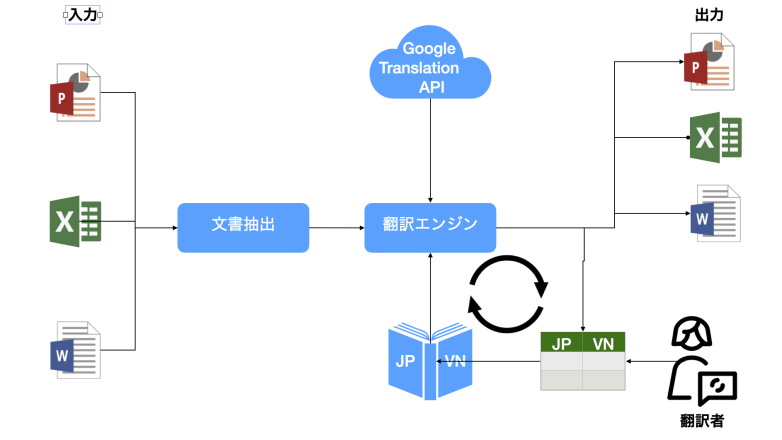 入力
出力
Google
Translation
API
P
P
X
X
文書抽出
翻訳エンジン
W
W
JP VN
JP VN
翻訳者